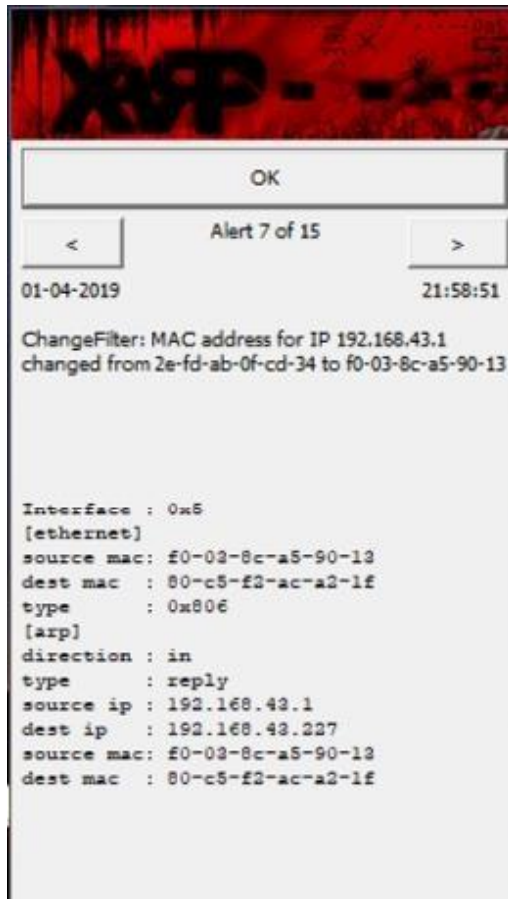 XArp
OK
<
Alert 7 of 15
>
01-04-2019 21:58:51
ChangeFilter: MAC address for IP 192.168.43.1
changed from 2e-fd-ab-0f-cd-34 to f0-03-8c-a5-90-13
Interface : 0x5
[ethernet]
source mac: f0-03-8c-a5-90-13
dest mac : 80-c5-f2-ac-a2-1f
type : 0x806
[arp]
direction : in
type : reply
source ip : 192.168.43.1
dest ip : 192.168.43.227
source mac: f0-03-8c-a5-90-13
dest mac : 80-c5-f2-ac-a2-1f